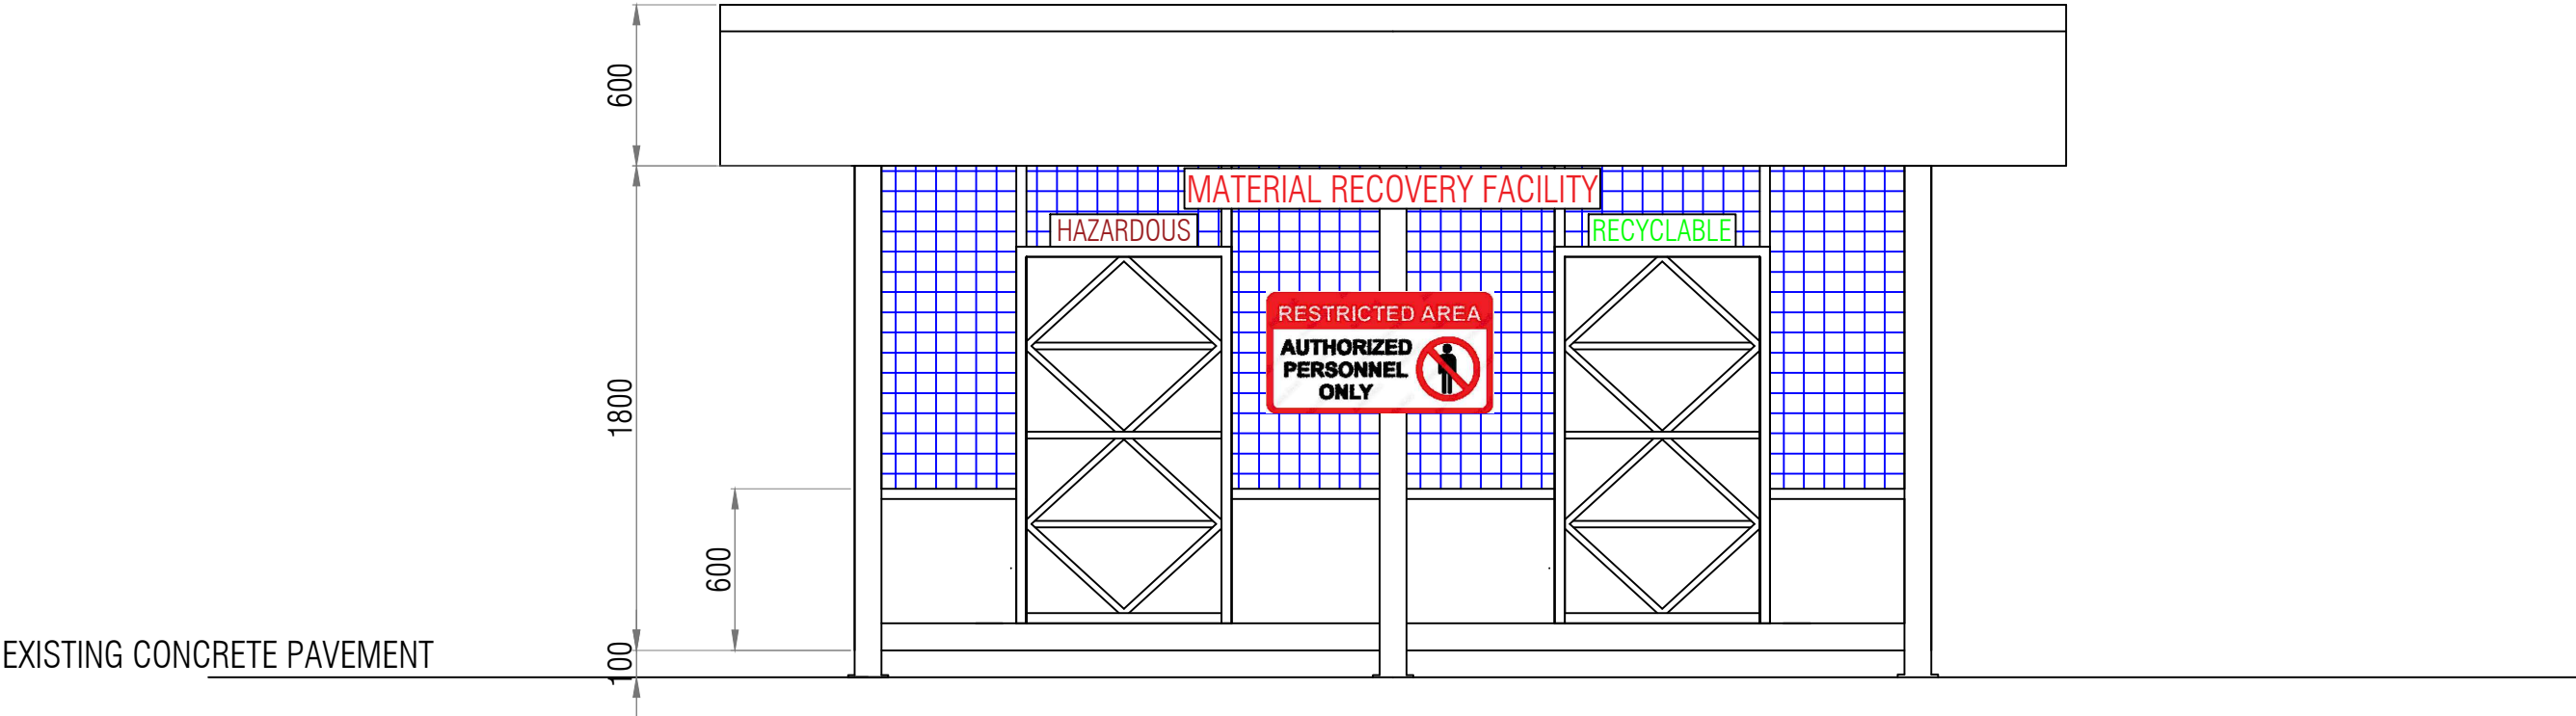 600
MATERIAL RECOVERY FACILITY
HAZARDOUS
RECYCLABLE
RESTRICTED AREA
AUTHORIZED
PERSONNEL
ONLY
1800
600
EXISTING CONCRETE PAVEMENT
100